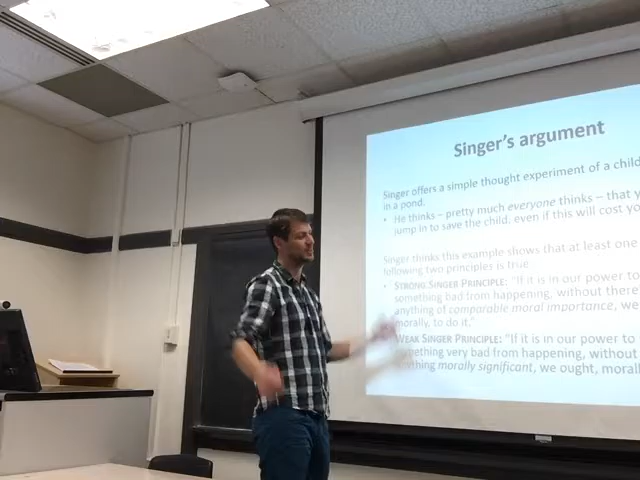 Singer's argument
Singer offers a simple thought experiment of a child
in a pond.
• He thinks – pretty much everyone thinks – that y
jump in to save the child, even if this will cost yo
Singer thinks this example shows that at least one
following two principles is true
• STRONG SINGER PRINCIPLE: "If it is in our power to
something bad from happening, without there
anything of comparable moral importance, we
morally, to do it."
WEAK SINGER PRINCIPLE: "If it is in our power to
mething very bad from happening, without
thing morally significant, we ought, morall